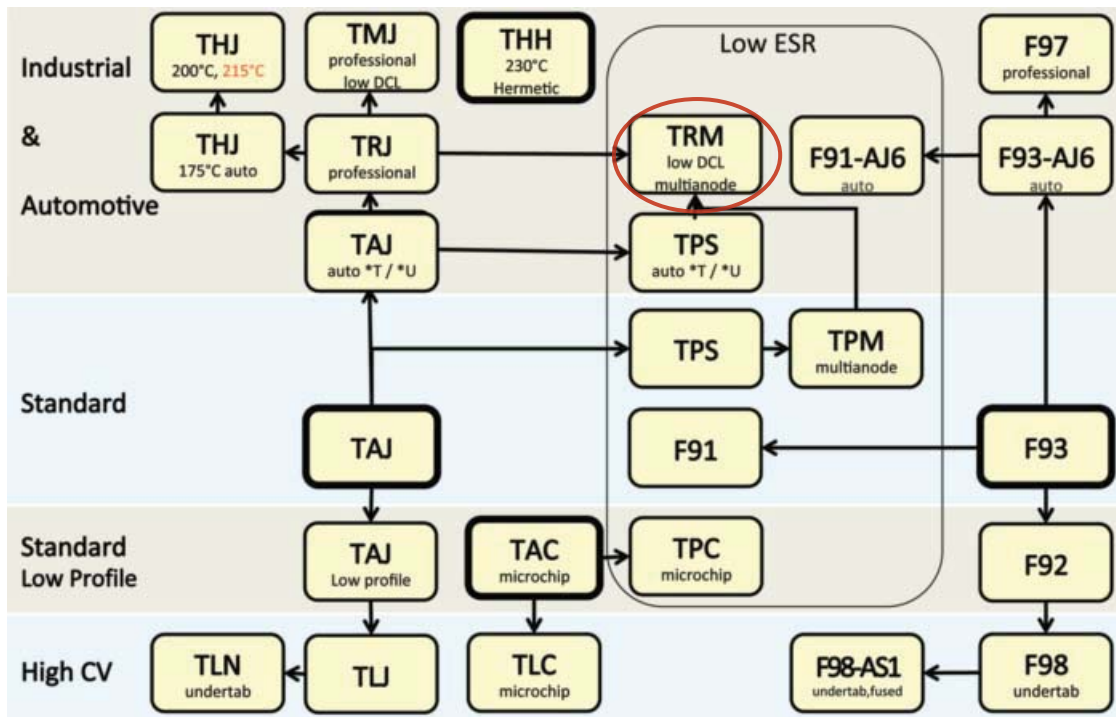 Industrial
&
Automotive
THJ
200°C, 215°C
TMJ
professional
low DCL
THH
230°C
Hermetic
Low ESR
F97
professional
THJ
175°C auto
TRJ
professional
TRM
low DCL
multianode
F91-AJ6
auto
F93-AJ6
auto
TAJ
auto *T / *U
TPS
auto *T / *U
Standard
TPS
TPM
multianode
TAJ
F91
F93
Standard
Low Profile
TAJ
Low profile
TAC
microchip
TPC
microchip
F92
High CV
TLN
undertab
TLJ
TLC
microchip
F98-AS1
undertab,fused
F98
undertab